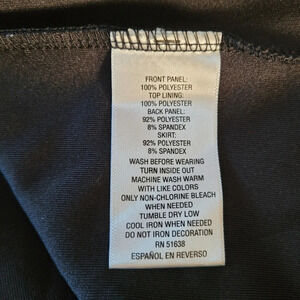 FRONT PANEL:
100% POLYESTER
TOP LINING:
100% POLYESTER
BACK PANEL:
92% POLYESTER
8% SPANDEX
SKIRT:
92% POLYESTER
8% SPANDEX
WASH BEFORE WEARING
TURN INSIDE OUT
MACHINE WASH WARM
WITH LIKE COLORS
ONLY NON-CHLORINE BLEACH
WHEN NEEDED
TUMBLE DRY LOW
COOL IRON WHEN NEEDED
DO NOT IRON DECORATION
RN 51638
ESPAÑOL EN REVERSO